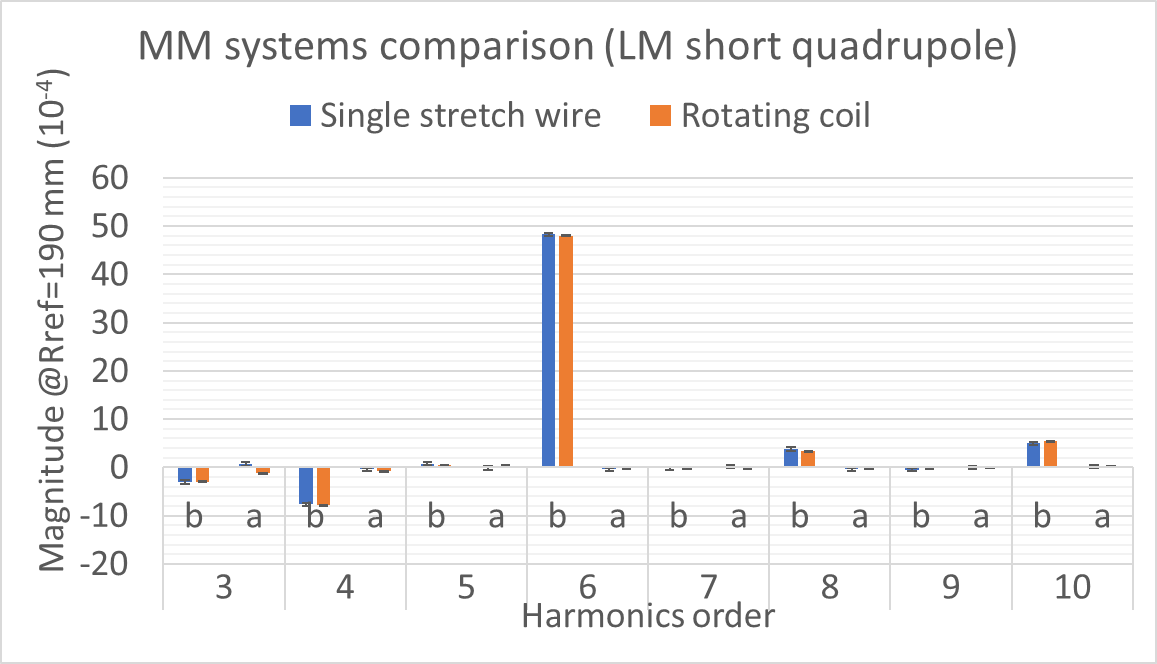 MM systems comparison (LM short quadrupole)
Single stretch wire
Rotating coil
Magnitude @Rref=190 mm (10⁻⁴)
60
50
40
30
20
10
0
-10
-20
b a b a b a b a b a b a b a b a
3 4 5 6 7 8 9 10
Harmonics order